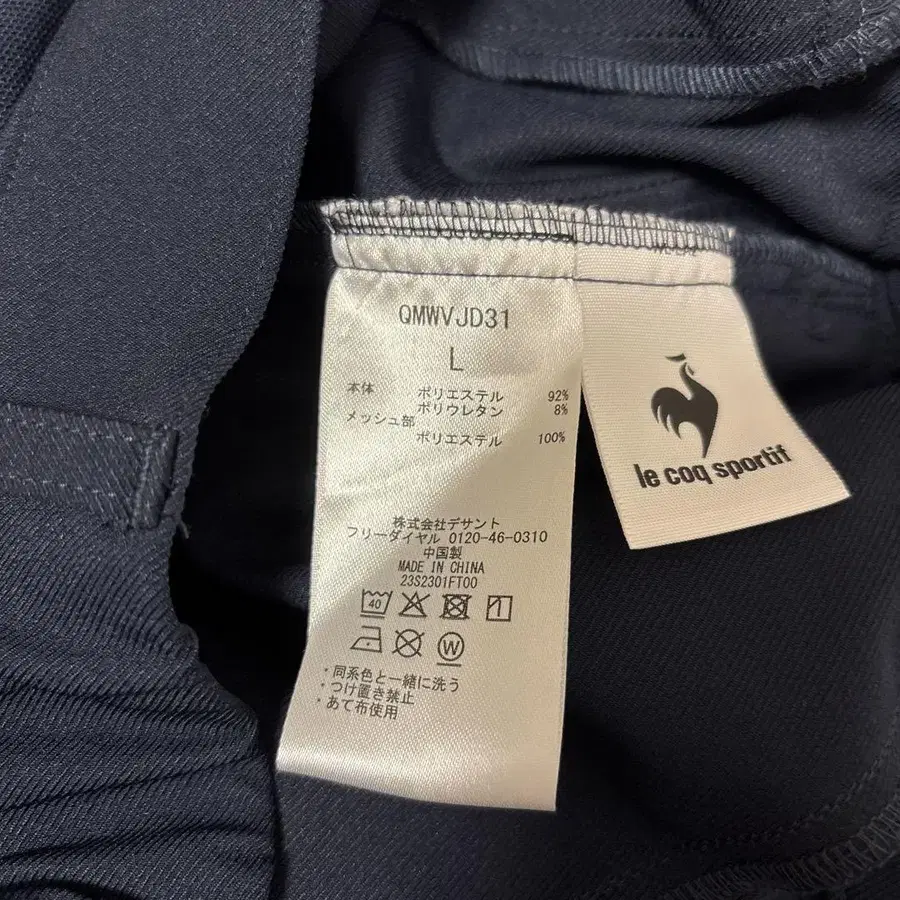 QMWVJD31
L
本体 ポリエステル 92%
ポリウレタン 8%
メッシュ部
ポリエステル 100%
株式会社デサント
フリーダイヤル 0120-46-0310
中国製
MADE IN CHINA
23S2301FT00
40
W
・同系色と一緒に洗う
・つけ置き禁止
・あて布使用
le coq sportif